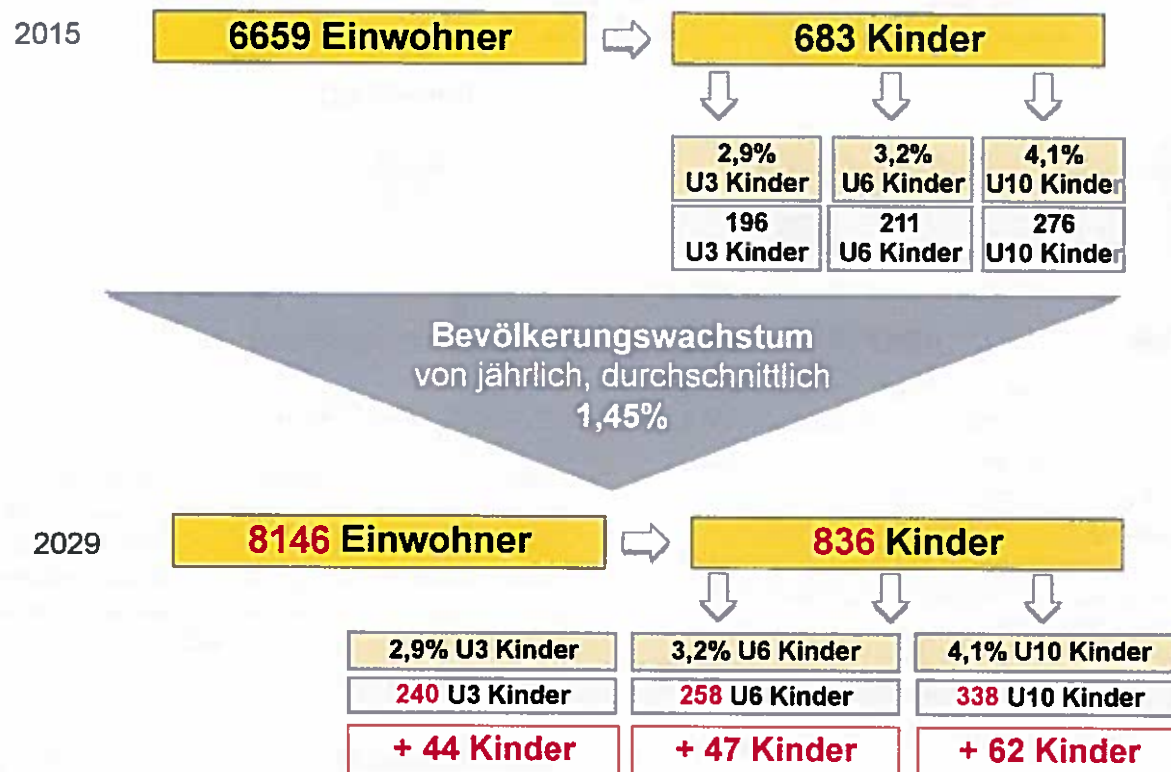 2015
6659 Einwohner
683 Kinder
2,9%
U3 Kinder
3,2%
U6 Kinder
4,1%
U10 Kinder
196
U3 Kinder
211
U6 Kinder
276
U10 Kinder
Bevölkerungswachstum
von jährlich, durchschnittlich
1,45%
2029
8146 Einwohner
836 Kinder
2,9% U3 Kinder
3,2% U6 Kinder
4,1% U10 Kinder
240 U3 Kinder
258 U6 Kinder
338 U10 Kinder
+ 44 Kinder
+ 47 Kinder
+ 62 Kinder